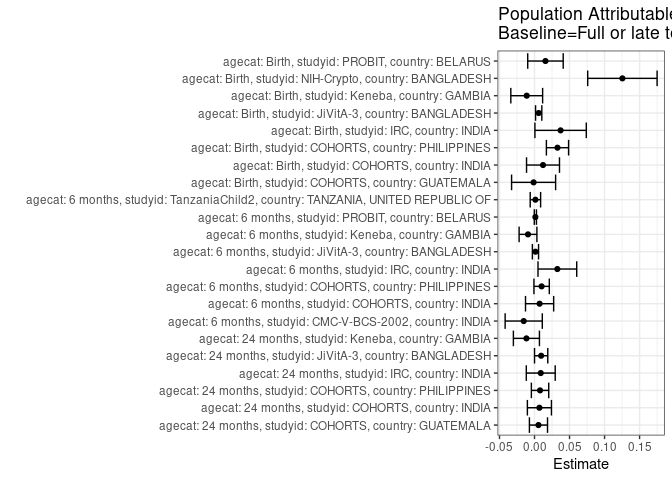 Population Attributable
Baseline=Full or late
agecat: Birth, studyid: PROBIT, country: BELARUS
agecat: Birth, studyid: NIH-Crypto, country: BANGLADESH
agecat: Birth, studyid: Keneba, country: GAMBIA
agecat: Birth, studyid: JiVitA-3, country: BANGLADESH
agecat: Birth, studyid: IRC, country: INDIA
agecat: Birth, studyid: COHORTS, country: PHILIPPINES
agecat: Birth, studyid: COHORTS, country: INDIA
agecat: Birth, studyid: COHORTS, country: GUATEMALA
agecat: 6 months, studyid: TanzaniaChild2, country: TANZANIA, UNITED REPUBLIC OF
agecat: 6 months, studyid: PROBIT, country: BELARUS
agecat: 6 months, studyid: Keneba, country: GAMBIA
agecat: 6 months, studyid: JiVitA-3, country: BANGLADESH
agecat: 6 months, studyid: IRC, country: INDIA
agecat: 6 months, studyid: COHORTS, country: PHILIPPINES
agecat: 6 months, studyid: COHORTS, country: INDIA
agecat: 6 months, studyid: CMC-V-BCS-2002, country: INDIA
agecat: 24 months, studyid: Keneba, country: GAMBIA
agecat: 24 months, studyid: JiVitA-3, country: BANGLADESH
agecat: 24 months, studyid: IRC, country: INDIA
agecat: 24 months, studyid: COHORTS, country: PHILIPPINES
agecat: 24 months, studyid: COHORTS, country: INDIA
agecat: 24 months, studyid: COHORTS, country: GUATEMALA
-0.05 0.00 0.05 0.10 0.15
Estimate